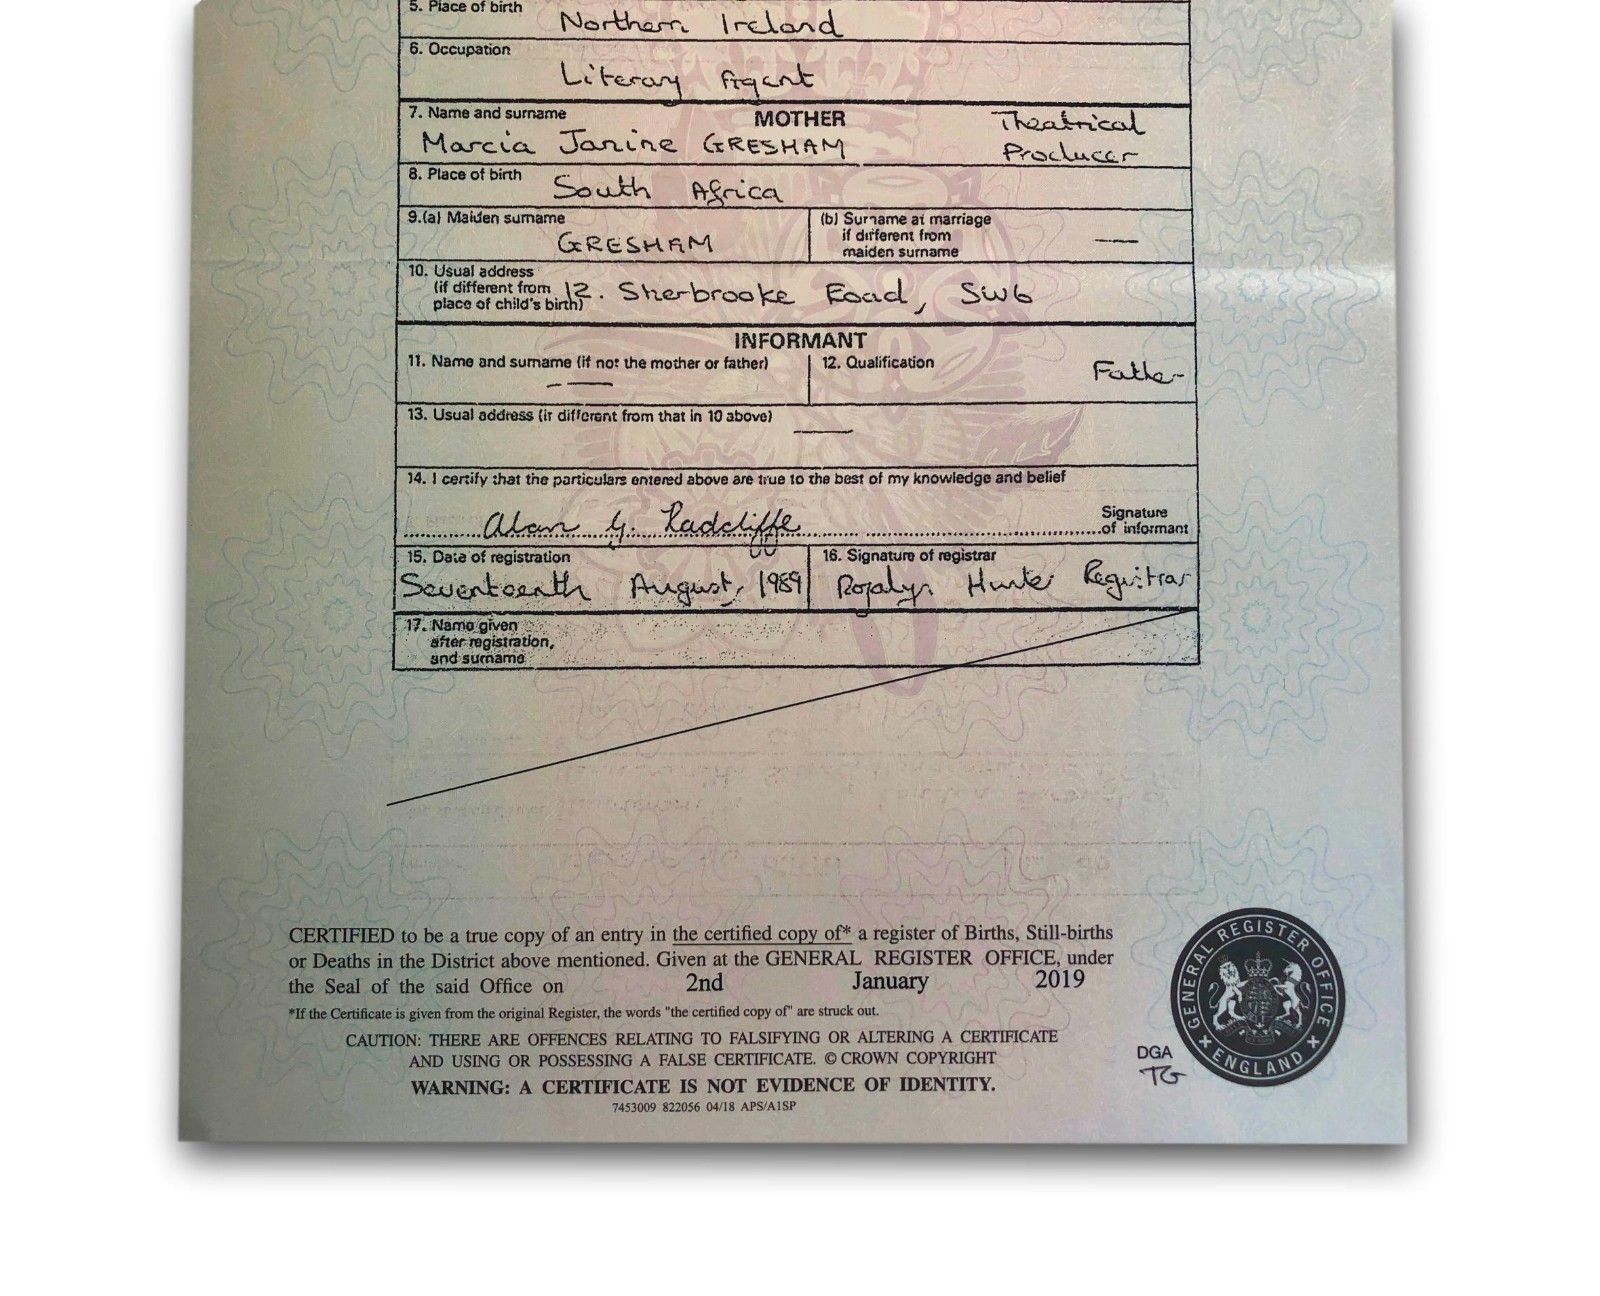 5. Place of birth
Northern Ireland
6. Occupation
Literary Agent
7. Name and surname MOTHER Theatrical
Marcia Janine GRESHAM Producer
8. Place of birth
South Africa
9.(a) Maiden surname
GRESHAM
(b) Surname at marriage
if different from —
maiden surname
10. Usual address
(if different from 12. Sherbrooke Road, SW6
place of child's birth)
INFORMANT
11. Name and surname (if not the mother or father)
—
12. Qualification
Father
13. Usual address (if different from that in 10 above)
—
14. I certify that the particulars entered above are true to the best of my knowledge and belief
Alan G. Radcliffe
Signature
of informant
15. Date of registration
Seventeenth August, 1989
16. Signature of registrar
Rozalyn Hunte Registrar
17. Name given
after registration,
and surname
CERTIFIED to be a true copy of an entry in the certified copy of* a register of Births, Still-births
or Deaths in the District above mentioned. Given at the GENERAL REGISTER OFFICE, under
the Seal of the said Office on 2nd January 2019
*If the Certificate is given from the original Register, the words "the certified copy of" are struck out.
CAUTION: THERE ARE OFFENCES RELATING TO FALSIFYING OR ALTERING A CERTIFICATE
AND USING OR POSSESSING A FALSE CERTIFICATE. © CROWN COPYRIGHT
WARNING: A CERTIFICATE IS NOT EVIDENCE OF IDENTITY.
7453009 822056 04/18 APS/A1SP
DGA
TG
GENERAL REGISTER OFFICE
ENGLAND